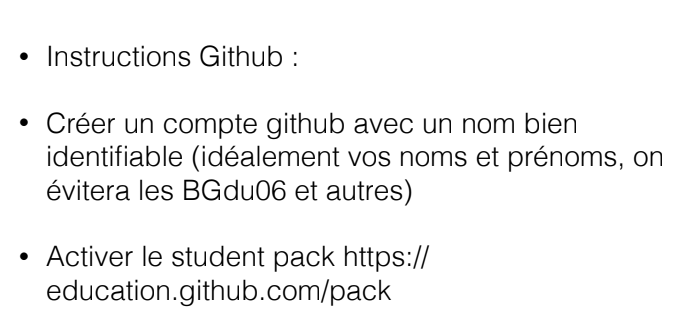 • Instructions Github :
• Créer un compte github avec un nom bien
identifiable (idéalement vos noms et prénoms, on
évitera les BGdu06 et autres)
• Activer le student pack https://
education.github.com/pack